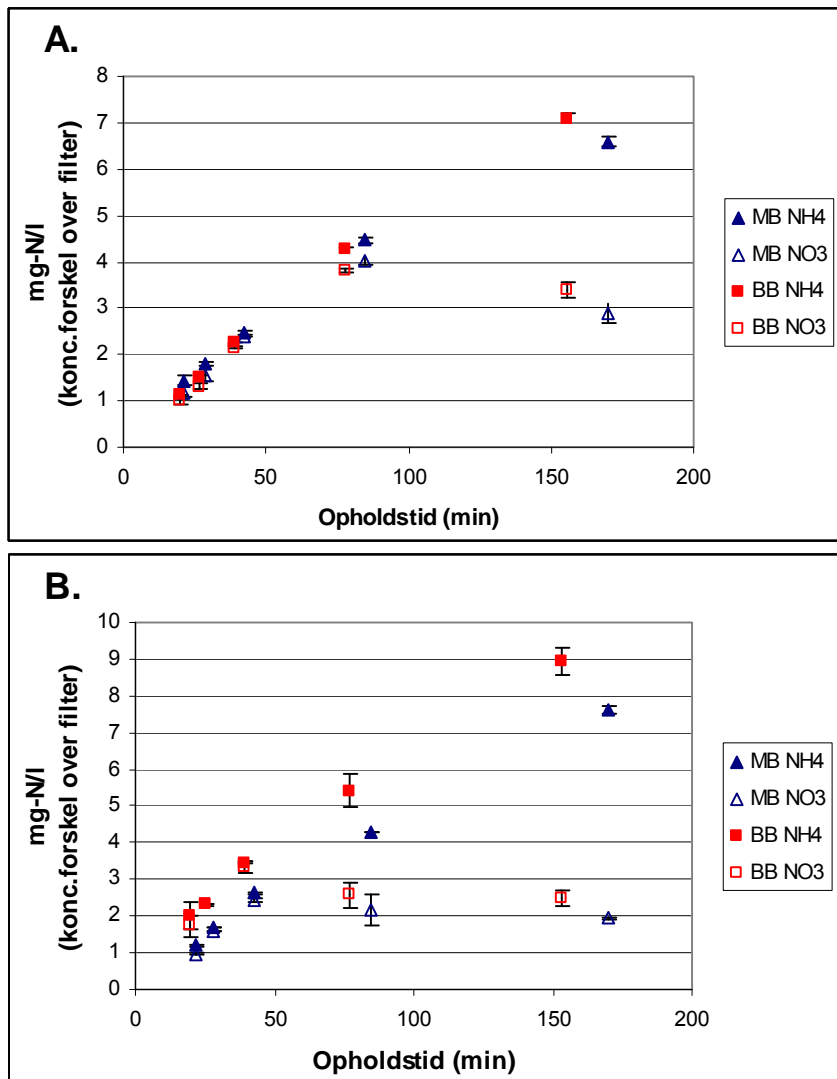 A.
8
7
6
5
4
3
2
1
0
0 50 100 150 200
mg-N/l
(konc.forskel over filter)
Opholdstid (min)
MB NH4
MB NO3
BB NH4
BB NO3
B.
10
9
8
7
6
5
4
3
2
1
0
0 50 100 150 200
mg-N/l
(konc.forskel over filter)
Opholdstid (min)
MB NH4
MB NO3
BB NH4
BB NO3